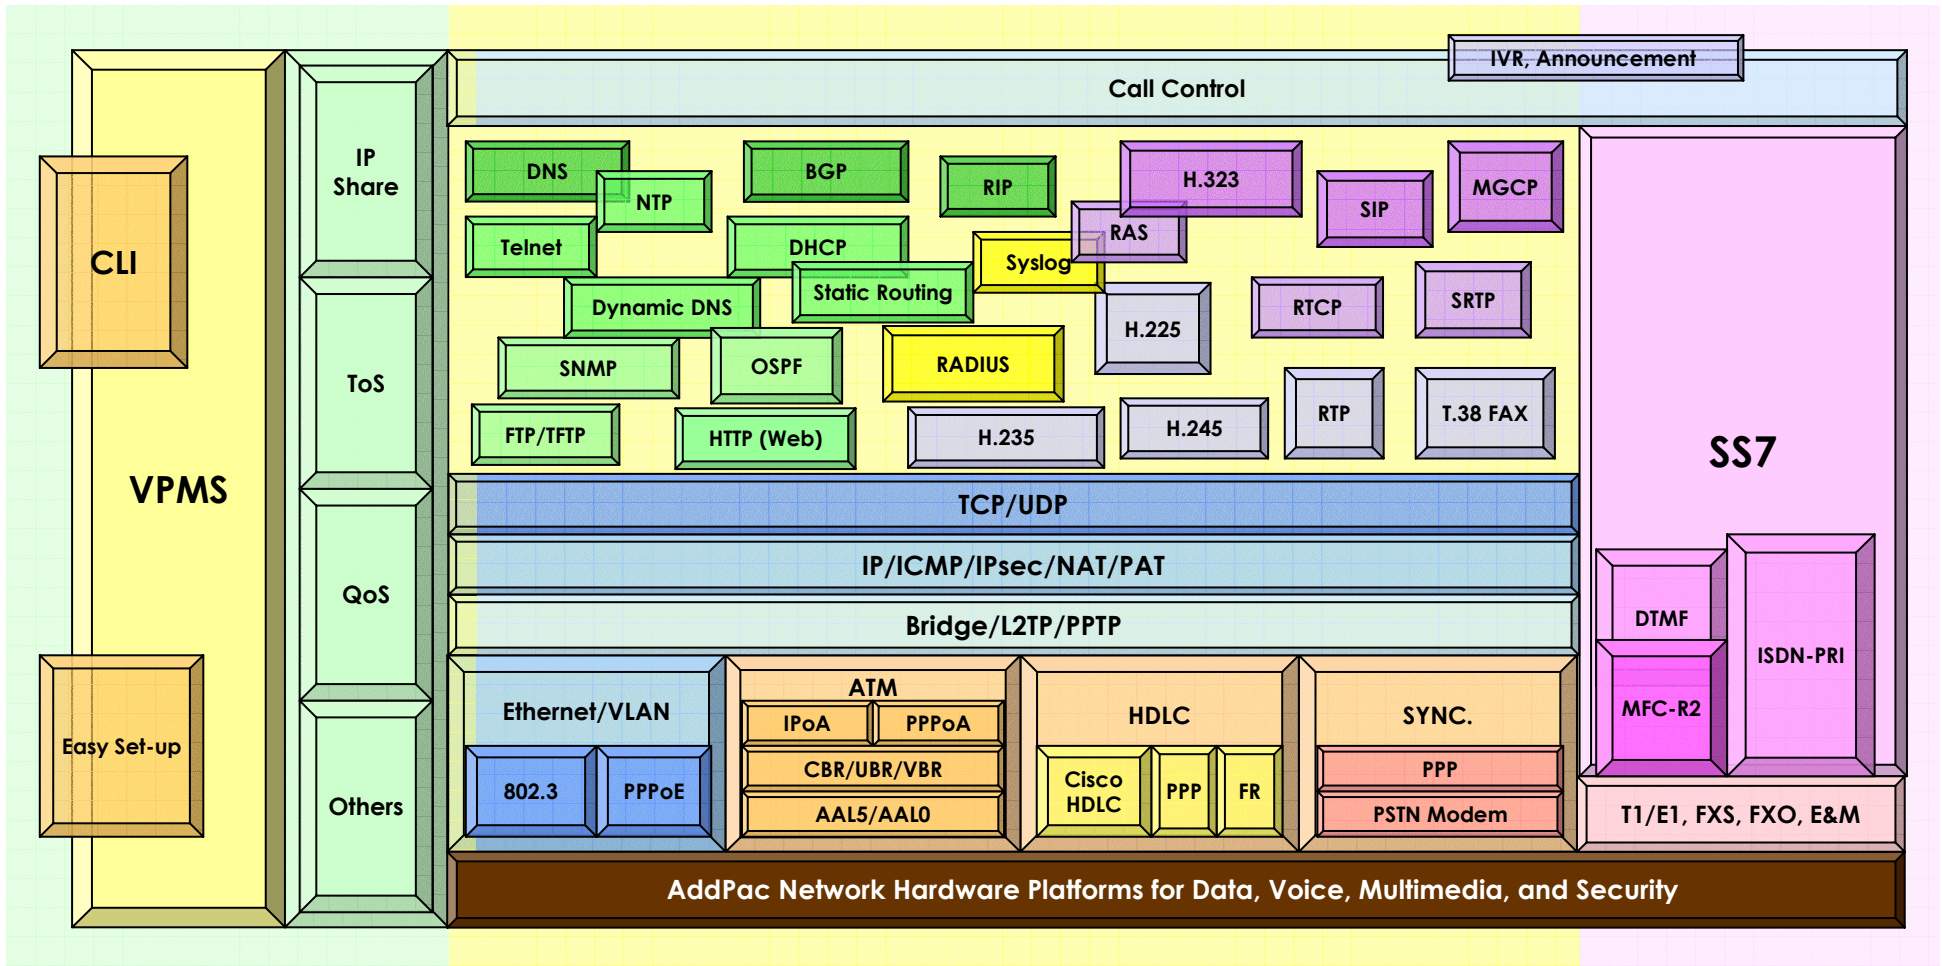 IVR, Announcement
Call Control
IP
Share
ToS
QoS
Others
CLI
VPMS
Easy Set-up
DNS
NTP
BGP
RIP
H.323
SIP
MGCP
Telnet
DHCP
Syslog
RAS
Dynamic DNS
Static Routing
H.225
RTCP
SRTP
SNMP
OSPF
RADIUS
RTP
T.38 FAX
FTP/TFTP
HTTP (Web)
H.235
H.245
SS7
TCP/UDP
IP/ICMP/IPsec/NAT/PAT
Bridge/L2TP/PPTP
DTMF
ISDN-PRI
MFC-R2
Ethernet/VLAN
802.3
PPPoE
ATM
IPoA
PPPoA
CBR/UBR/VBR
AAL5/AAL0
HDLC
Cisco
HDLC
PPP
FR
SYNC.
PPP
PSTN Modem
T1/E1, FXS, FXO, E&M
AddPac Network Hardware Platforms for Data, Voice, Multimedia, and Security